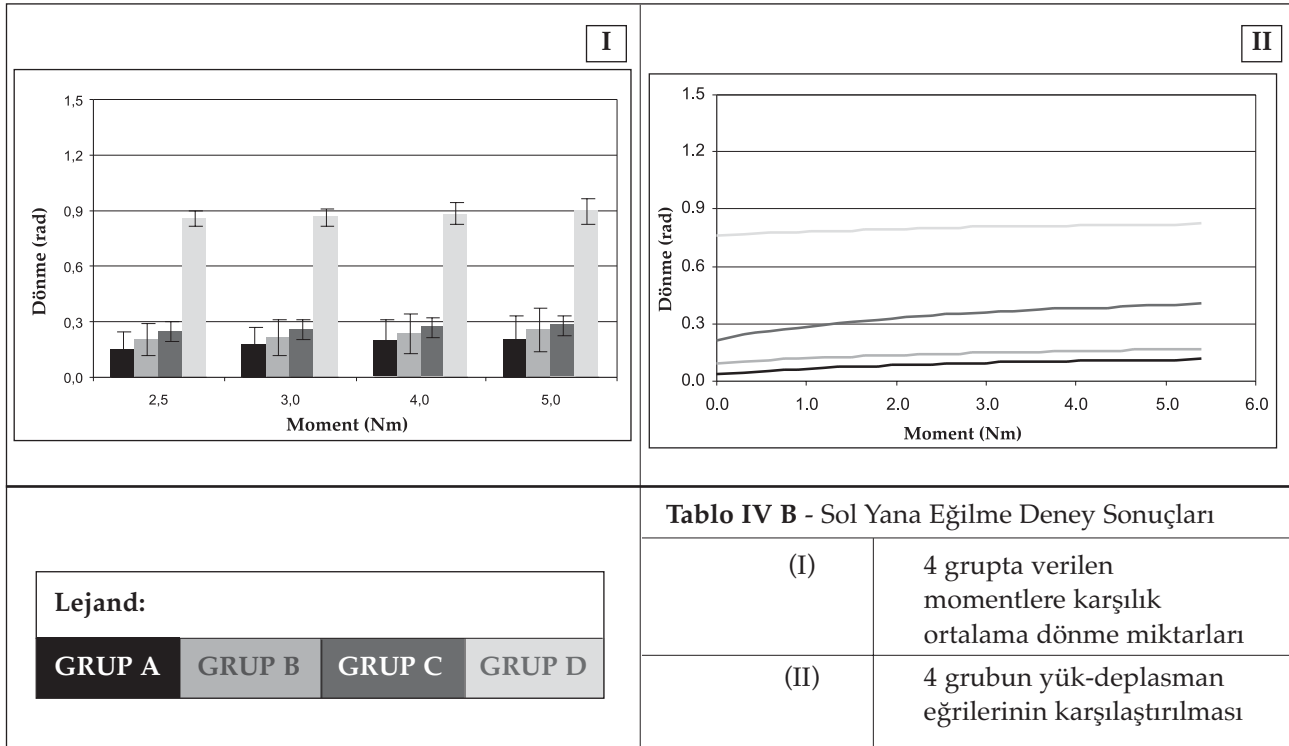 I
1,5
1,2
0,9
0,6
0,3
0,0
Dönme (rad)
2,5 3,0 4,0 5,0
Moment (Nm)
II
1.5
1.2
0.9
0.6
0.3
0.0
Dönme (rad)
0.0 1.0 2.0 3.0 4.0 5.0 6.0
Moment (Nm)
Lejand:
GRUP A GRUP B GRUP C GRUP D
Tablo IV B - Sol Yana Eğilme Deney Sonuçları
(I) 4 grupta verilen
momentlere karşılık
ortalama dönme miktarları
(II) 4 grubun yük-deplasman
eğrilerinin karşılaştırılması